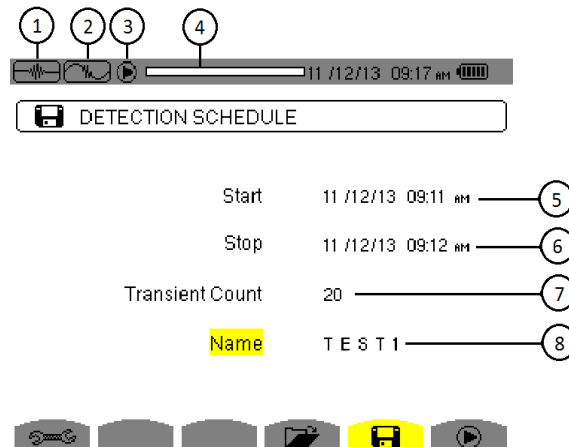 1 2 3 4
11 /12/13 09:17 AM
DETECTION SCHEDULE
Start 11 /12/13 09:11 AM 5
Stop 11 /12/13 09:12 AM 6
Transient Count 20 7
Name T E S T 1 8